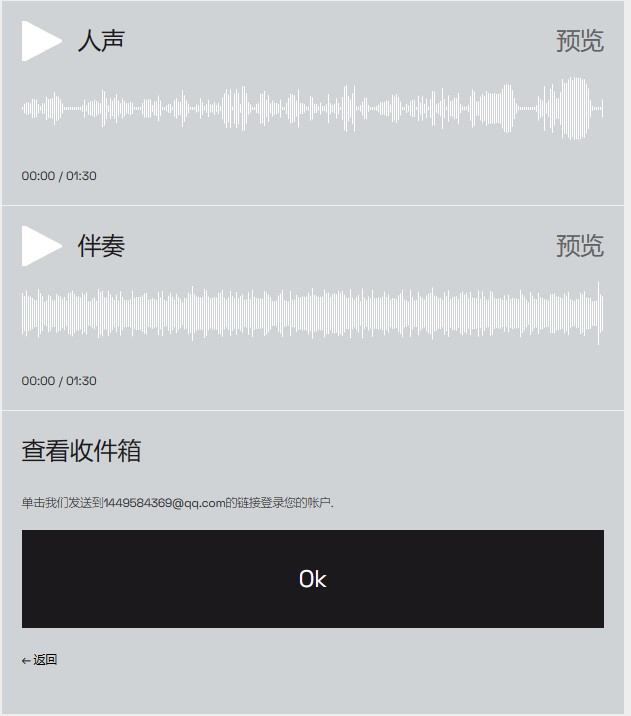 人声
预览
00:00 / 01:30
伴奏
预览
00:00 / 01:30
查看收件箱
单击我们发送到1449584369@qq.com的链接登录您的帐户.
Ok
← 返回